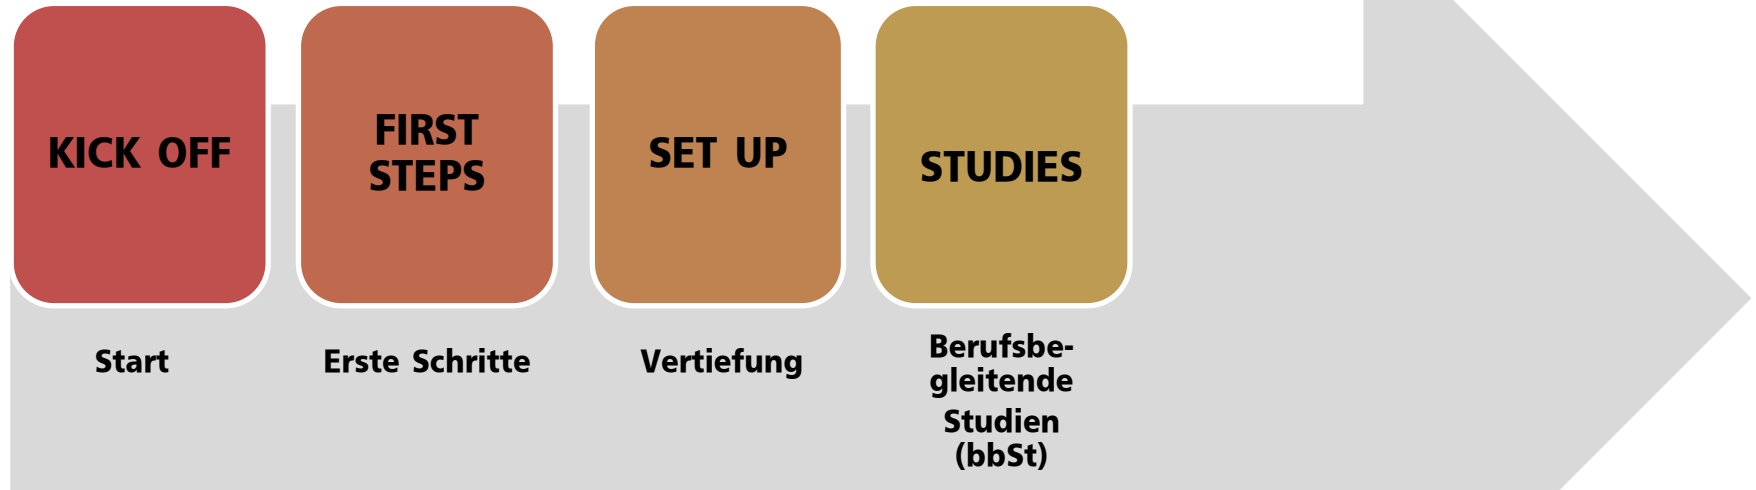 KICK OFF
FIRST
STEPS
SET UP
STUDIES
Start
Erste Schritte
Vertiefung
Berufsbe-
gleitende
Studien
(bbSt)